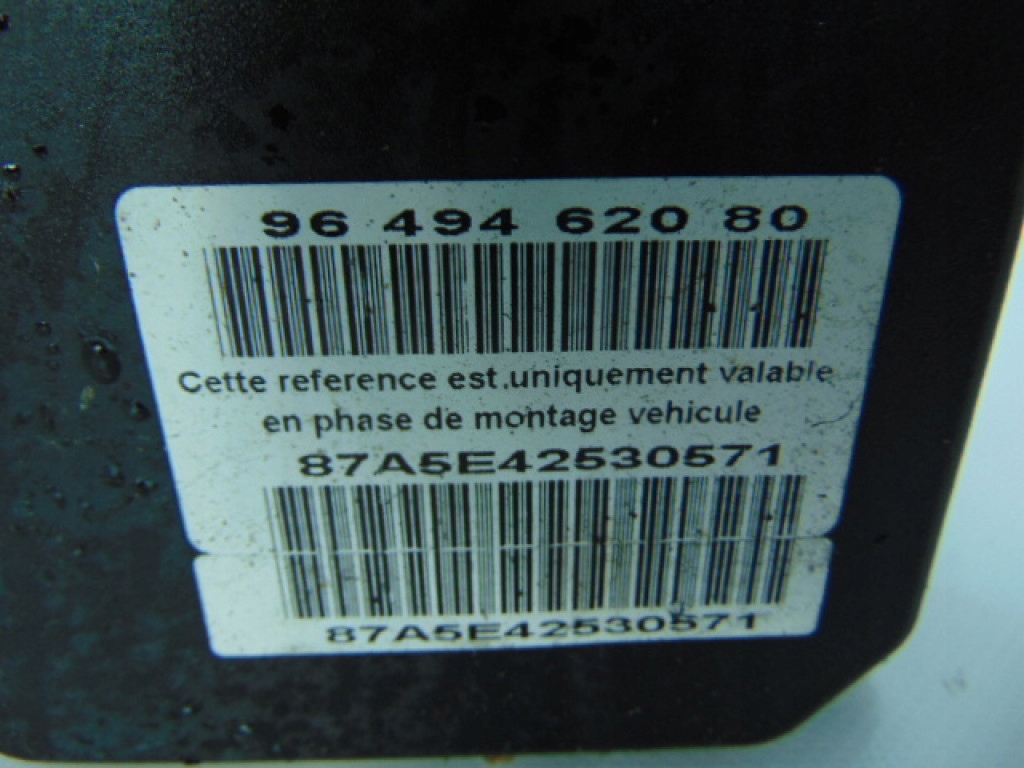 96 494 620 80
Cette reference est uniquement valable
en phase de montage vehicule
87A5E42530571
87A5E42530571